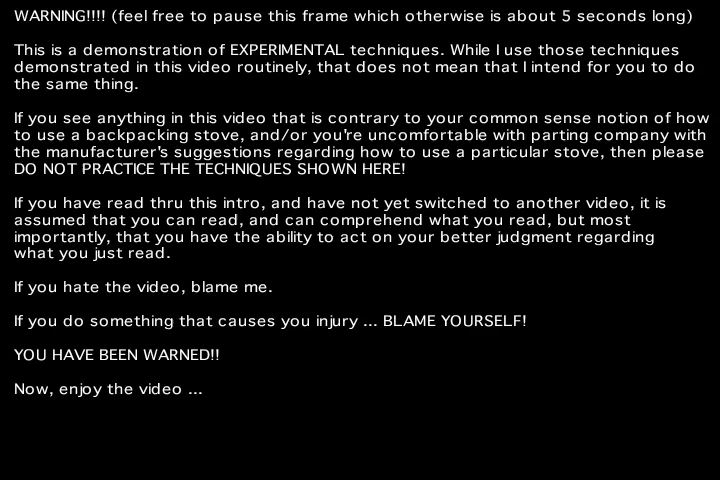 WARNING!!!! (feel free to pause this frame which otherwise is about 5 seconds long)
This is a demonstration of EXPERIMENTAL techniques. While I use those techniques
demonstrated in this video routinely, that does not mean that I intend for you to do
the same thing.
If you see anything in this video that is contrary to your common sense notion of how
to use a backpacking stove, and/or you're uncomfortable with parting company with
the manufacturer's suggestions regarding how to use a particular stove, then please
DO NOT PRACTICE THE TECHNIQUES SHOWN HERE!
If you have read thru this intro, and have not yet switched to another video, it is
assumed that you can read, and can comprehend what you read, but most
importantly, that you have the ability to act on your better judgment regarding
what you just read.
If you hate the video, blame me.
If you do something that causes you injury ... BLAME YOURSELF!
YOU HAVE BEEN WARNED!!
Now, enjoy the video ...